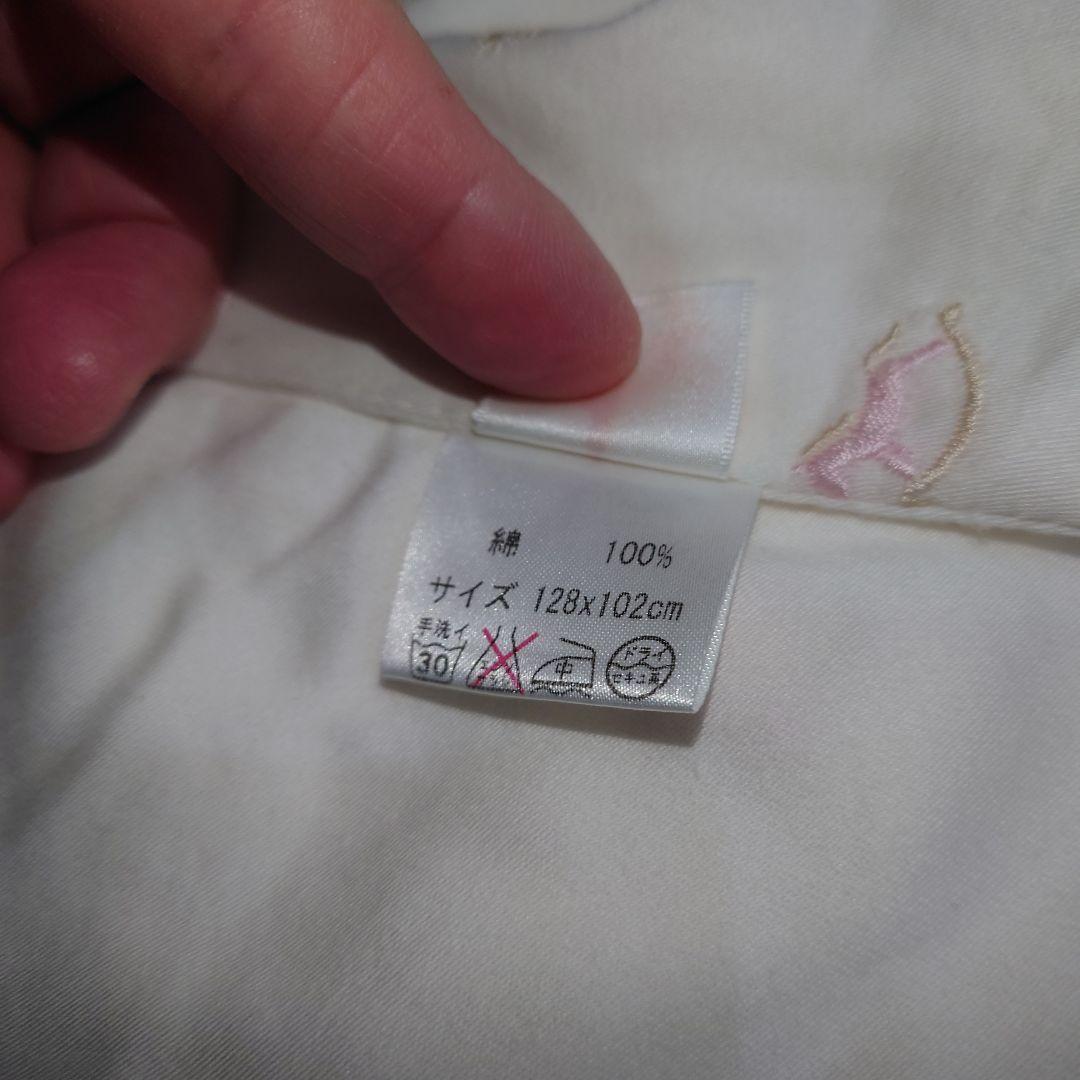 綿 100%
サイズ 128x102cm
手洗イ
30 中 ドライ
セキユ系